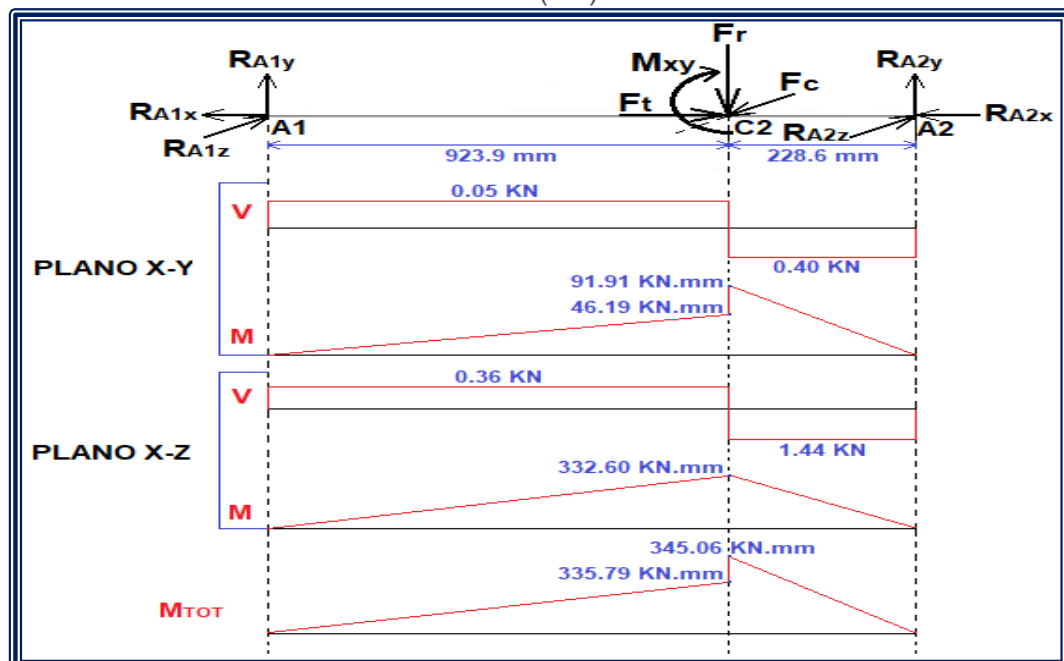 Fr
RA1y
RA2y
Mxy
Fc
Ft
RA1x
A1
C2
A2
RA2x
RA1z
RA2z
923.9 mm
228.6 mm
0.05 KN
V
PLANO X-Y
0.40 KN
91.91 KN.mm
46.19 KN.mm
M
0.36 KN
V
PLANO X-Z
1.44 KN
332.60 KN.mm
M
345.06 KN.mm
335.79 KN.mm
MTOT